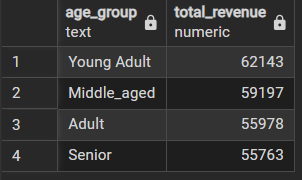 age_group total_revenue
text numeric
1 Young Adult 62143
2 Middle_aged 59197
3 Adult 55978
4 Senior 55763